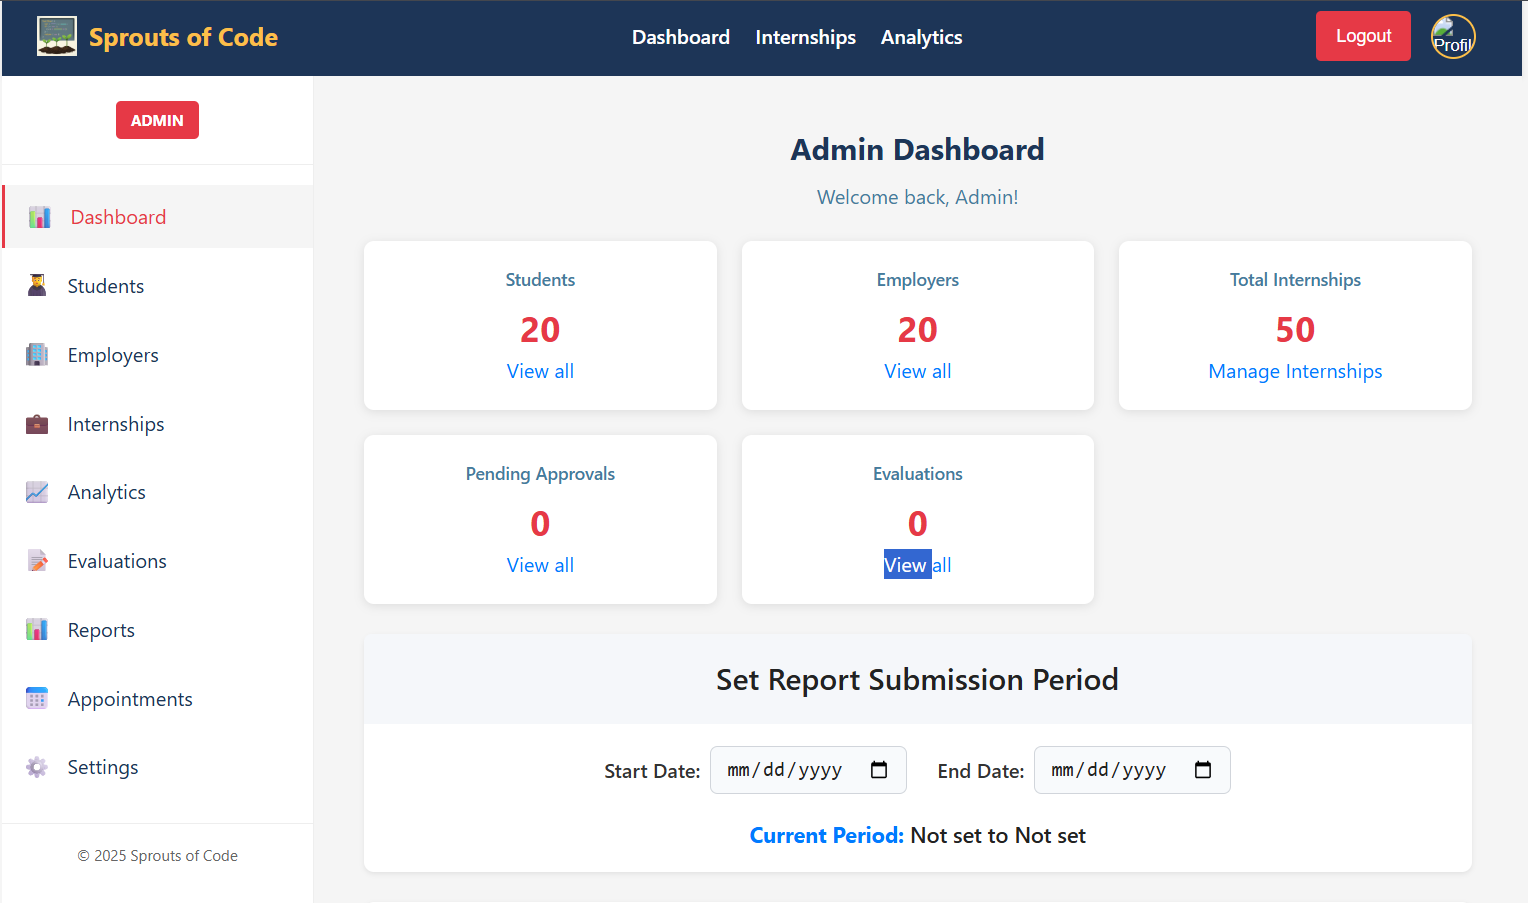 Sprouts of Code
Dashboard Internships Analytics
Logout
Profil
ADMIN
Dashboard
Students
Employers
Internships
Analytics
Evaluations
Reports
Appointments
Settings
© 2025 Sprouts of Code
Admin Dashboard
Welcome back, Admin!
Students
20
View all
Employers
20
View all
Total Internships
50
Manage Internships
Pending Approvals
0
View all
Evaluations
0
View all
Set Report Submission Period
Start Date: mm/dd/yyyy End Date: mm/dd/yyyy
Current Period: Not set to Not set